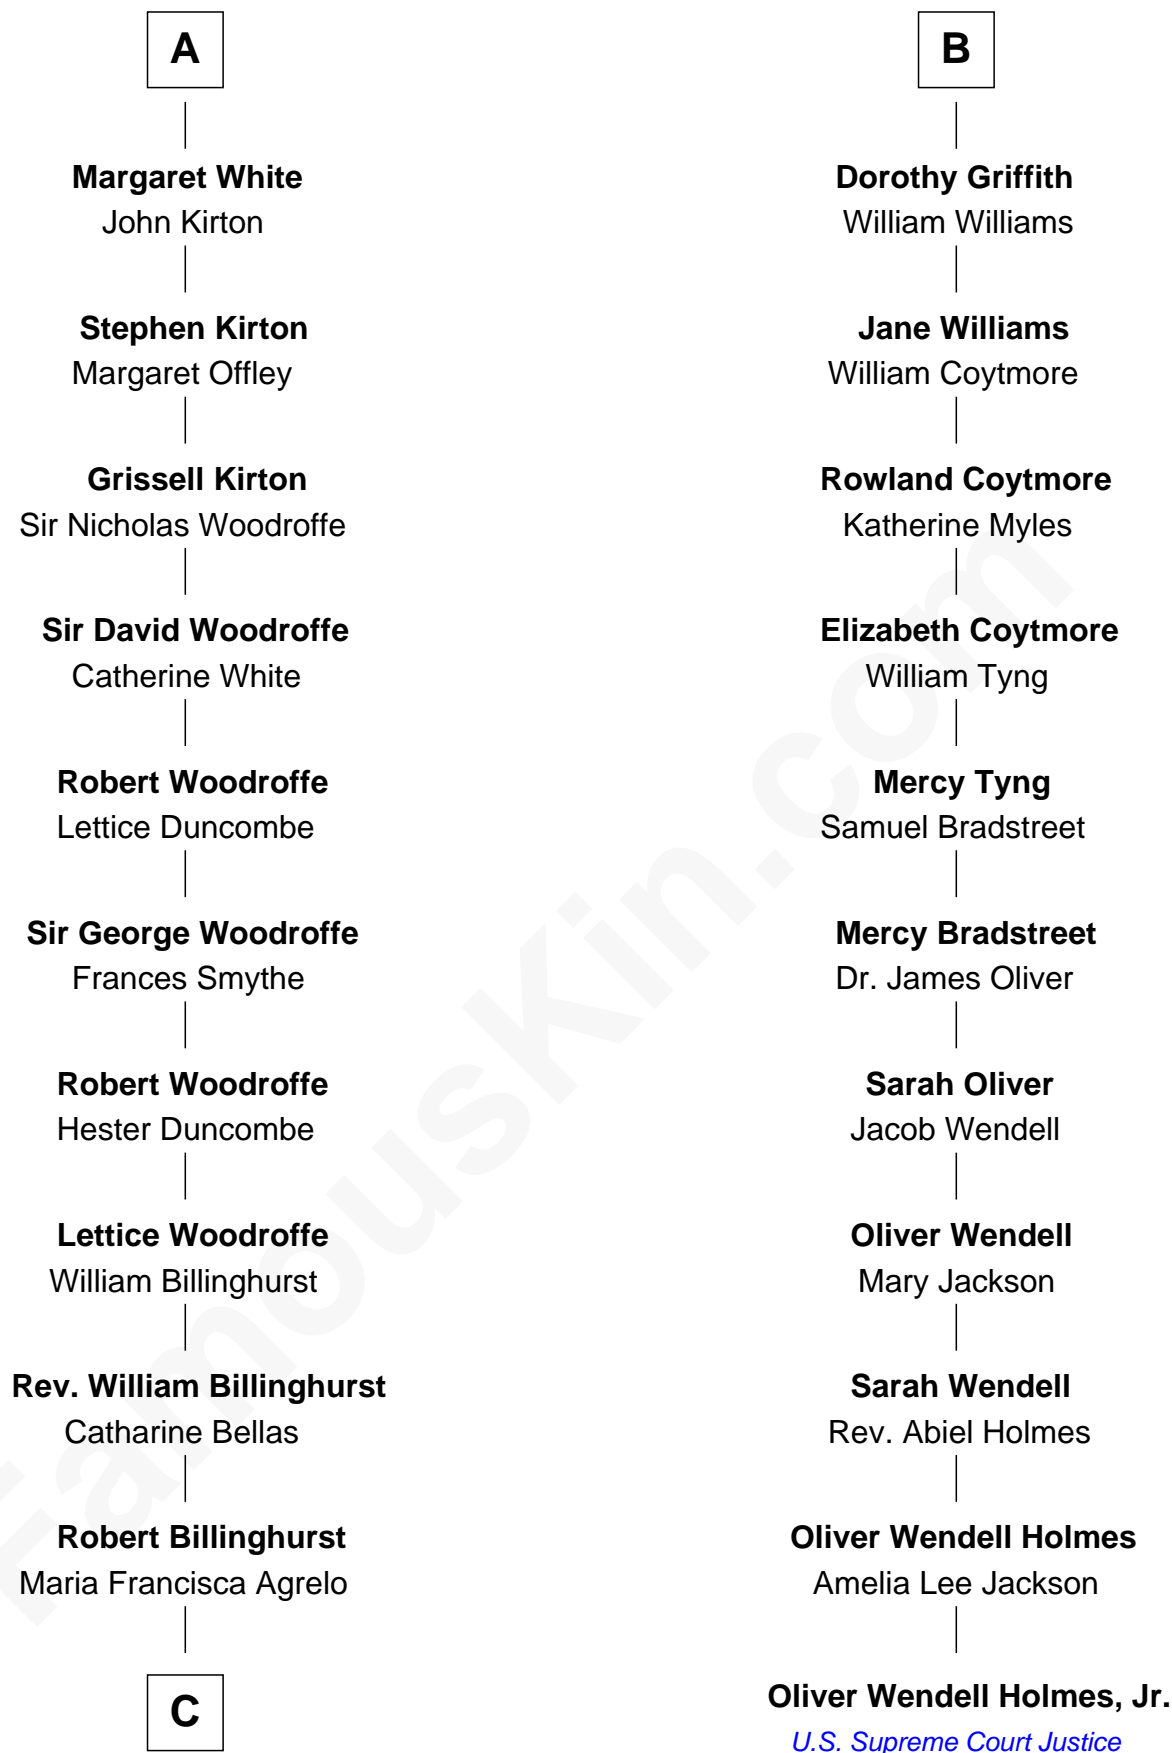 A
Margaret White
John Kirton
Stephen Kirton
Margaret Offley
Grissell Kirton
Sir Nicholas Woodroffe
Sir David Woodroffe
Catherine White
Robert Woodroffe
Lettice Duncombe
Sir George Woodroffe
Frances Smythe
Robert Woodroffe
Hester Duncombe
Lettice Woodroffe
William Billinghurst
Rev. William Billinghurst
Catharine Bellas
Robert Billinghurst
Maria Francisca Agrelo
C
B
Dorothy Griffith
William Williams
Jane Williams
William Coytmore
Rowland Coytmore
Katherine Myles
Elizabeth Coytmore
William Tyng
Mercy Tyng
Samuel Bradstreet
Mercy Bradstreet
Dr. James Oliver
Sarah Oliver
Jacob Wendell
Oliver Wendell
Mary Jackson
Sarah Wendell
Rev. Abiel Holmes
Oliver Wendell Holmes
Amelia Lee Jackson
Oliver Wendell Holmes, Jr.
U.S. Supreme Court Justice
FamousKin.com